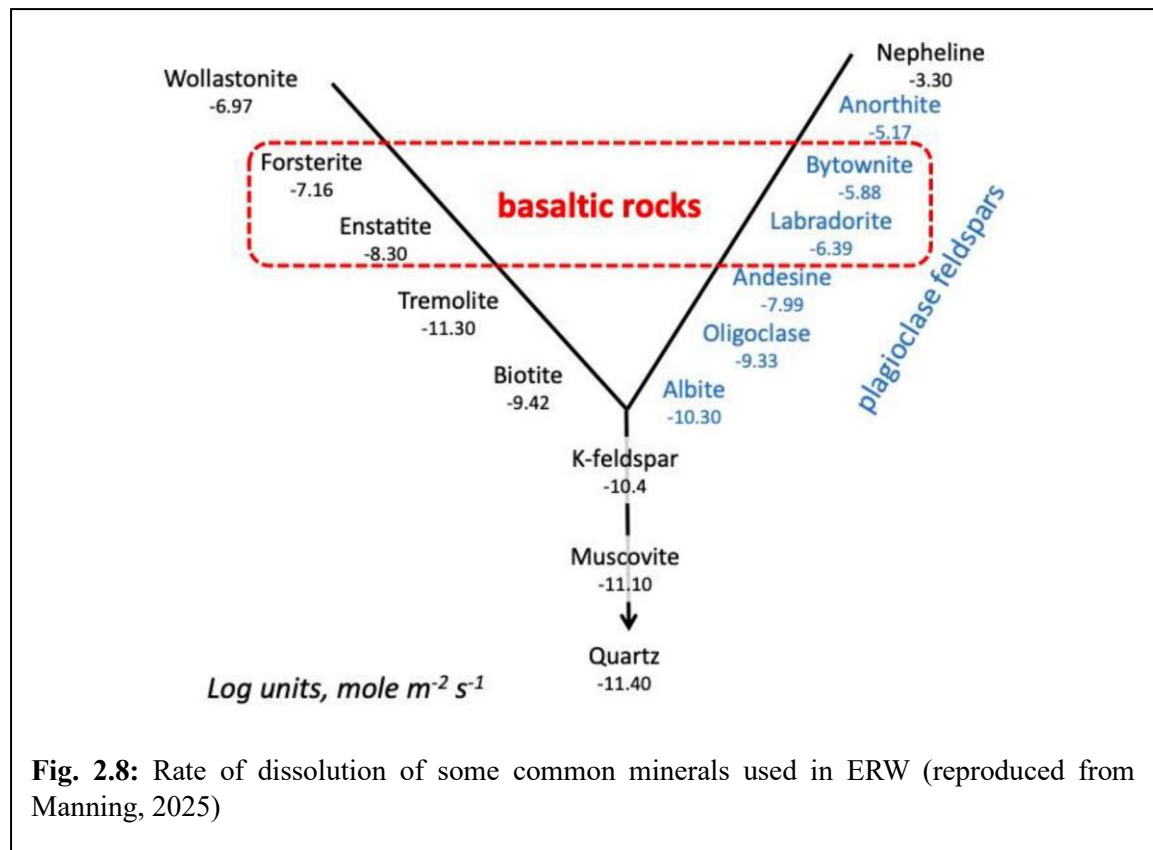 Nepheline
-3.30
Wollastonite
-6.97
Anorthite
-5.17
Forsterite
-7.16
Bytownite
-5.88
basaltic rocks
Enstatite
-8.30
Labradorite
-6.39
Tremolite
-11.30
Andesine
-7.99
Oligoclase
-9.33
plagioclase feldspars
Biotite
-9.42
Albite
-10.30
K-feldspar
-10.4
Muscovite
-11.10
Quartz
-11.40
Log units, mole m⁻² s⁻¹
Fig. 2.8: Rate of dissolution of some common minerals used in ERW (reproduced from
Manning, 2025)